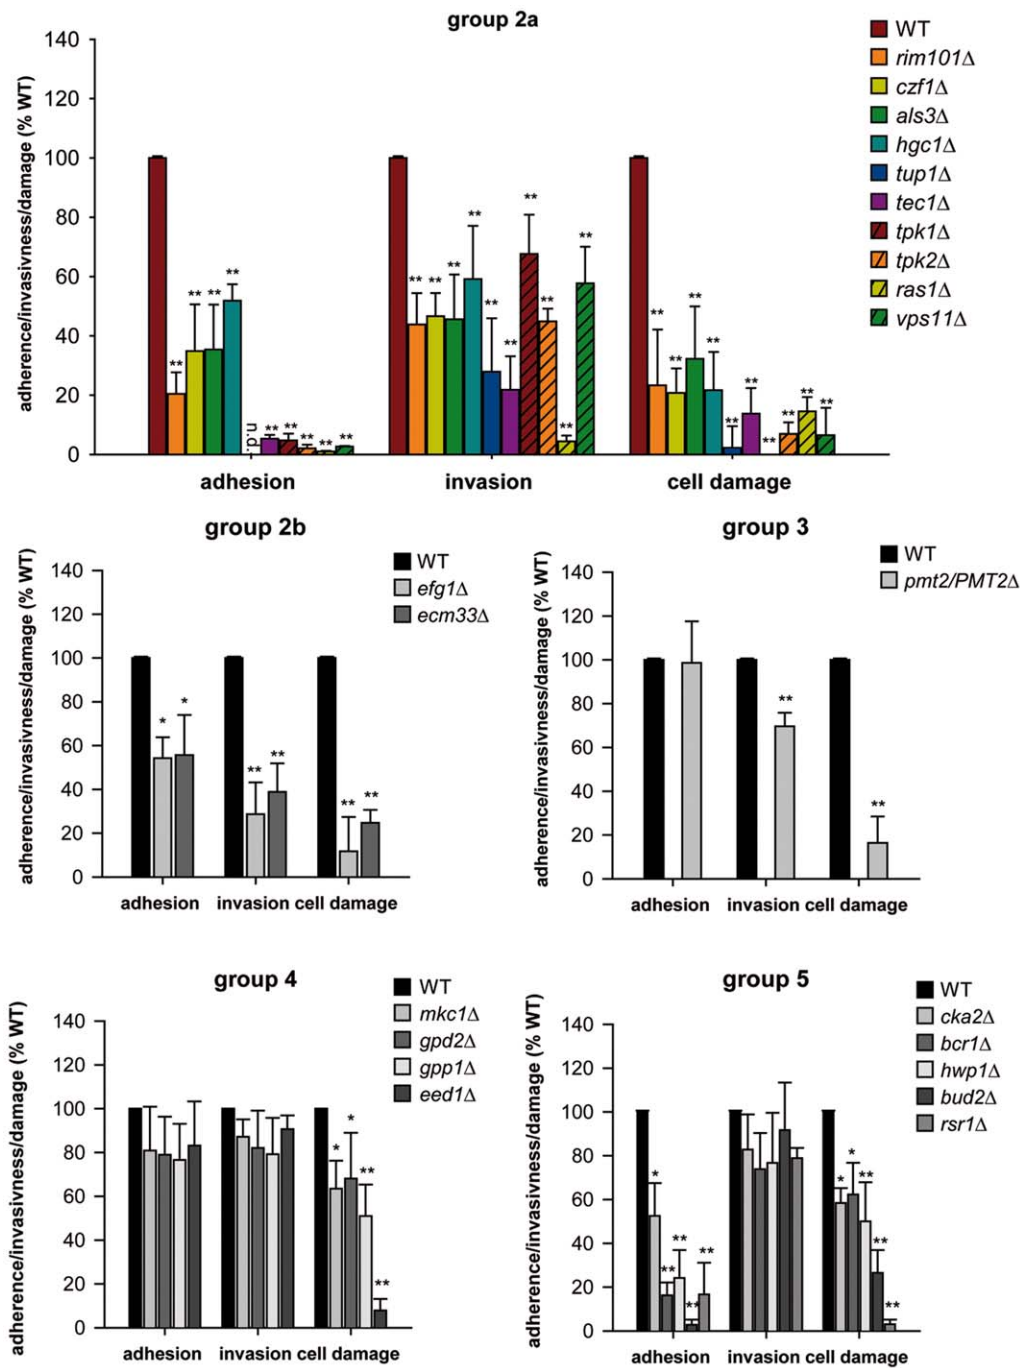 group 2a
adherence/invasivness/damage (% WT)
140
120
100
80
60
40
20
0
** ** ** ** n.d. ** ** ** ** **
** ** ** ** ** ** ** ** ** **
** ** ** ** ** ** ** ** ** **
adhesion invasion cell damage
WT
rim101Δ
czf1Δ
als3Δ
hgc1Δ
tup1Δ
tec1Δ
tpk1Δ
tpk2Δ
ras1Δ
vps11Δ
group 2b
adherence/invasivness/damage (% WT)
140
120
100
80
60
40
20
0
* * ** ** ** **
adhesion invasion cell damage
WT
efg1Δ
ecm33Δ
group 3
adherence/invasivness/damage (% WT)
140
120
100
80
60
40
20
0
** **
adhesion invasion cell damage
WT
pmt2/PMT2Δ
group 4
adherence/invasivness/damage (% WT)
140
120
100
80
60
40
20
0
* * ** **
adhesion invasion cell damage
WT
mkc1Δ
gpd2Δ
gpp1Δ
eed1Δ
group 5
adherence/invasivness/damage (% WT)
140
120
100
80
60
40
20
0
* ** ** ** ** * * ** ** **
adhesion invasion cell damage
WT
cka2Δ
bcr1Δ
hwp1Δ
bud2Δ
rsr1Δ